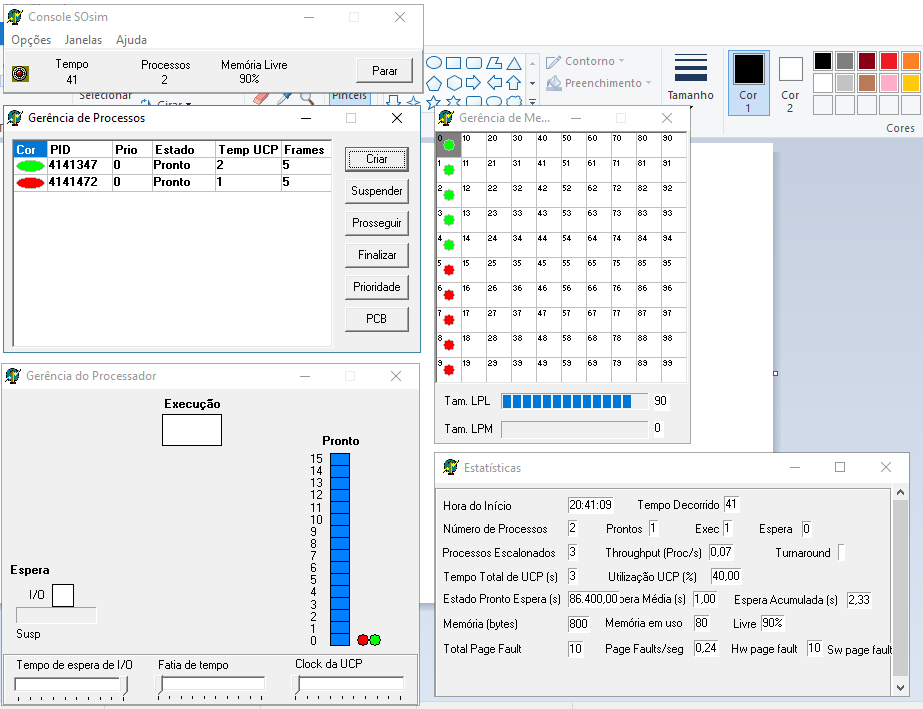 Console SOsim
Opções Janelas Ajuda
Tempo Processos Memória Livre
41 2 90%
Parar
Selecionar
Girar
Pincéis
Contorno
Preenchimento
Tamanho
Cor
1
Cor
2
Cores
Gerência de Processos
Cor PID Prio Estado Temp UCP Frames
4141347 0 Pronto 2 5
4141472 0 Pronto 1 5
Criar
Suspender
Prosseguir
Finalizar
Prioridade
PCB
Gerência de Me...
0 10 20 30 40 50 60 70 80 90
1 11 21 31 41 51 61 71 81 91
2 12 22 32 42 52 62 72 82 92
3 13 23 33 43 53 63 73 83 93
4 14 24 34 44 54 64 74 84 94
5 15 25 35 45 55 65 75 85 95
6 16 26 36 46 56 66 76 86 96
7 17 27 37 47 57 67 77 87 97
8 18 28 38 48 58 68 78 88 98
9 19 29 39 49 59 69 79 89 99
Tam. LPL 90
Tam. LPM 0
Gerência do Processador
Execução
Pronto
15
14
13
12
11
10
9
8
7
6
5
4
3
2
1
0
Espera
I/O
Susp
Tempo de espera de I/O Fatia de tempo Clock da UCP
Estatísticas
Hora do Início 20:41:09 Tempo Decorrido 41
Número de Processos 2 Prontos 1 Exec 1 Espera 0
Processos Escalonados 3 Throughput (Proc/s) 0,07 Turnaround
Tempo Total de UCP (s) 3 Utilização UCP (%) 40,00
Estado Pronto Espera (s) 86.400,00 pera Média (s) 1,00 Espera Acumulada (s) 2,33
Memória (bytes) 800 Memória em uso 80 Livre 90%
Total Page Fault 10 Page Faults/seg 0,24 Hw page fault 10 Sw page fault